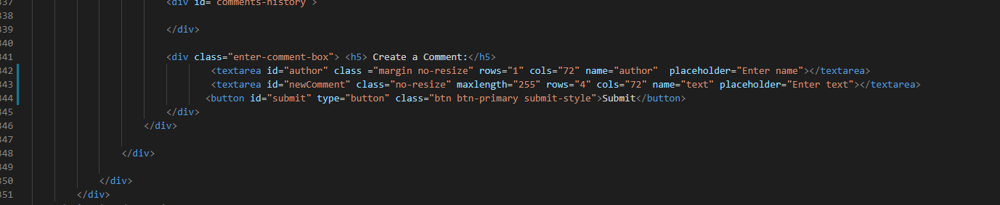 337 <div id="comments-history">
338
339 </div>
340
341 <div class="enter-comment-box"> <h5> Create a Comment:</h5>
342 <textarea id="author" class ="margin no-resize" rows="1" cols="72" name="author"  placeholder="Enter name"></textarea>
343 <textarea id="newComment" class="no-resize" maxlength="255" rows="4" cols="72" name="text" placeholder="Enter text"></textarea>
344 <button id="submit" type="button" class="btn btn-primary submit-style">Submit</button>
345 </div>
346 </div>
347
348 </div>
349
350 </div>
351 </div>